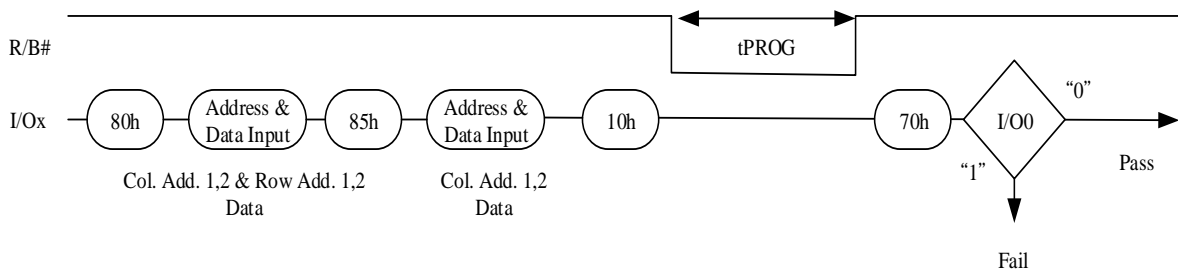 R/B#
tPROG
I/Ox
80h
Address &
Data Input
85h
Address &
Data Input
10h
70h
I/O0
“0”
“1”
Pass
Col. Add. 1,2 & Row Add. 1,2
Data
Col. Add. 1,2
Data
Fail